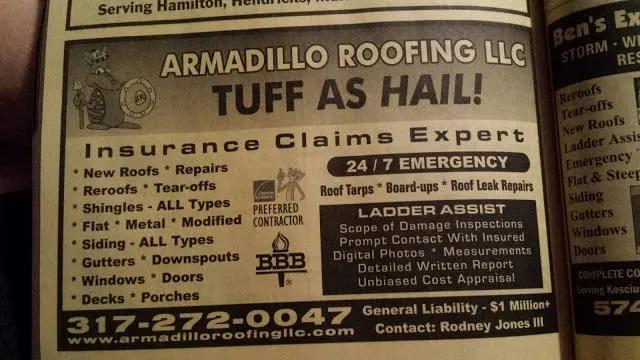 Serving Hamilton, Hendricks,
ARMADILLO ROOFING LLC
TUFF AS HAIL!
Insurance Claims Expert
* New Roofs * Repairs
* Reroofs * Tear-offs
* Shingles - ALL Types
* Flat * Metal * Modified
* Siding - ALL Types
* Gutters * Downspouts
* Windows * Doors
* Decks * Porches
PREFERRED
CONTRACTOR
BBB
24 / 7 EMERGENCY
Roof Tarps * Board-ups * Roof Leak Repairs
LADDER ASSIST
Scope of Damage Inspections
Prompt Contact With Insured
Digital Photos * Measurements
Detailed Written Report
Unbiased Cost Appraisal
317-272-0047
www.armadilloroofingllc.com
General Liability - $1 Million+
Contact: Rodney Jones III
Ben's Ex
STORM · W
RES
Reroofs
Tear-offs
New Roofs
Ladder Assis
Emergency
Flat & Steep
Siding
Gutters
Windows
Doors
COMPLETE CO
Serving Kosciu
574